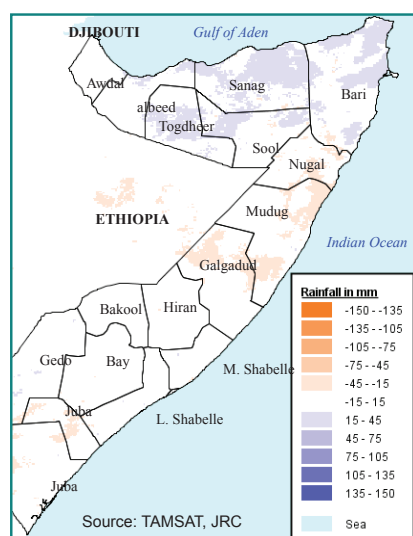 DJIBOUTI
Gulf of Aden
Awdal
Sanag
Bari
albeed
Togdheer
Sool
Nugal
ETHIOPIA
Mudug
Indian Ocean
Galgadud
Bakool
Hiran
Gedo
Bay
M. Shabelle
Juba
L. Shabelle
Juba
Source: TAMSAT, JRC
Rainfall in mm
-150 - -135
-135 - -105
-105 - -75
-75 - -45
-45 - -15
-15 - 15
15 - 45
45 - 75
75 - 105
105 - 135
135 - 150
Sea